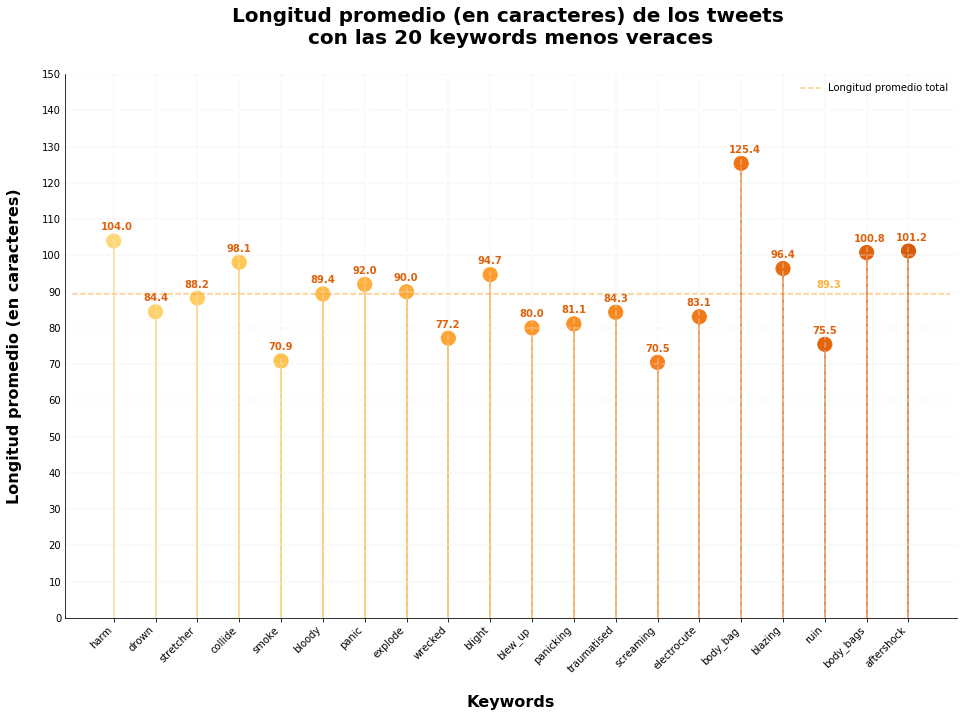 Longitud promedio (en caracteres) de los tweets
con las 20 keywords menos veraces
Longitud promedio total
Longitud promedio (en caracteres)
150
140
130
120
110
100
90
80
70
60
50
40
30
20
10
0
104.0
84.4
88.2
98.1
70.9
89.4
92.0
90.0
77.2
94.7
80.0
81.1
84.3
70.5
83.1
125.4
96.4
89.3
75.5
100.8
101.2
harm
drown
stretcher
collide
smoke
bloody
panic
explode
wrecked
blight
blew_up
panicking
traumatised
screaming
electrocute
body_bag
blazing
ruin
body_bags
aftershock
Keywords